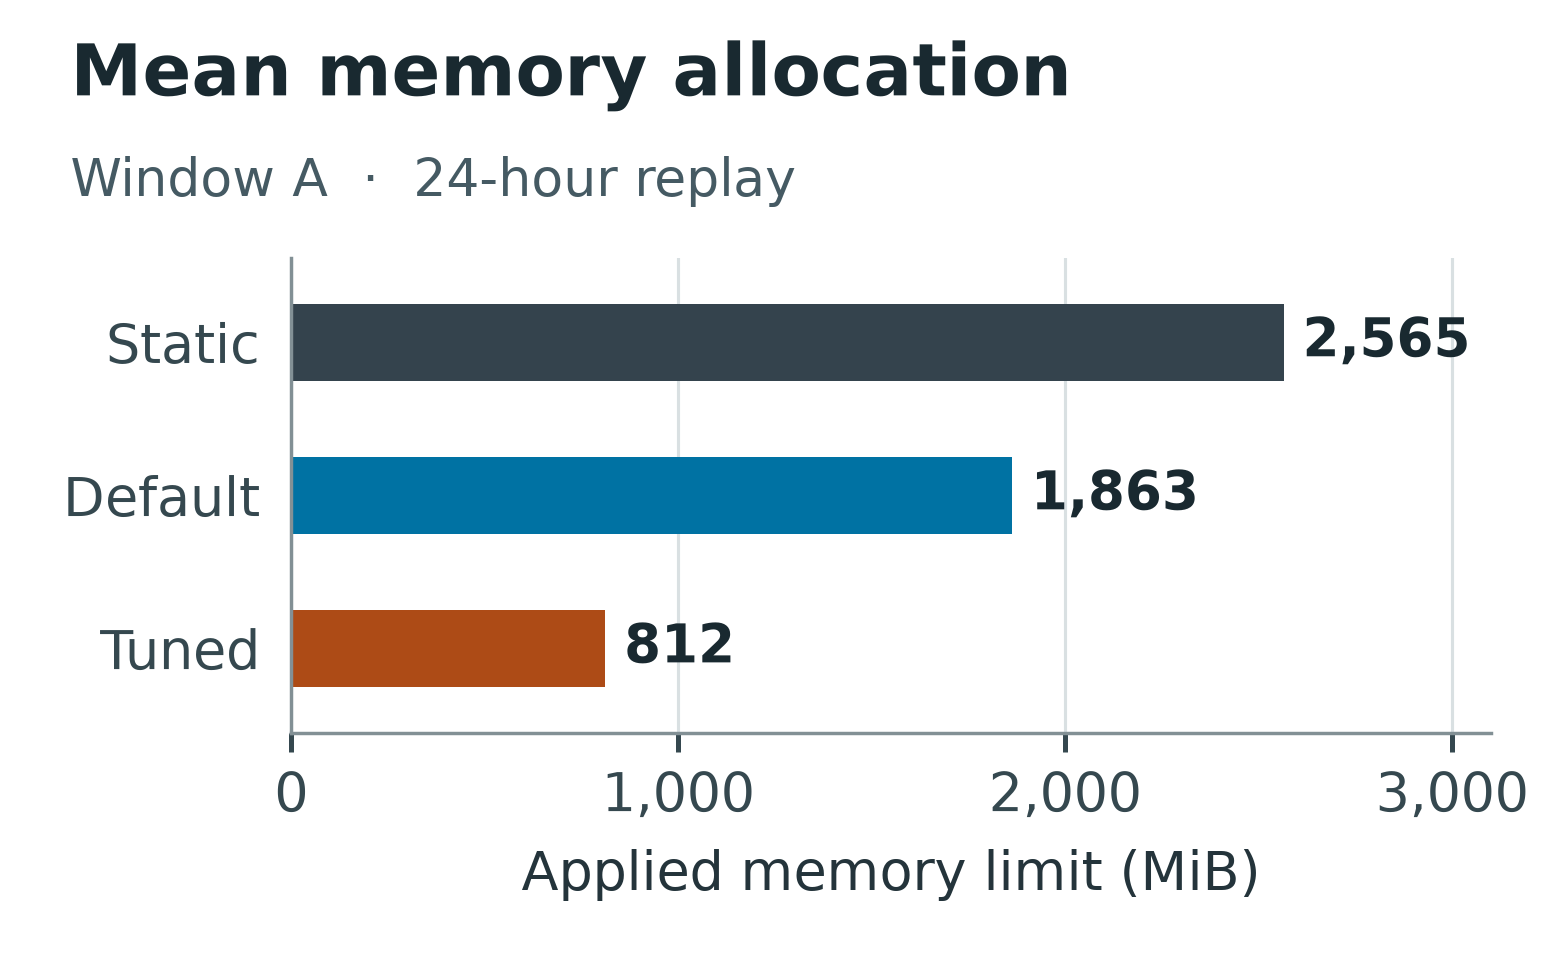 Mean memory allocation
Window A · 24-hour replay
Static 2,565
Default 1,863
Tuned 812
0 1,000 2,000 3,000
Applied memory limit (MiB)